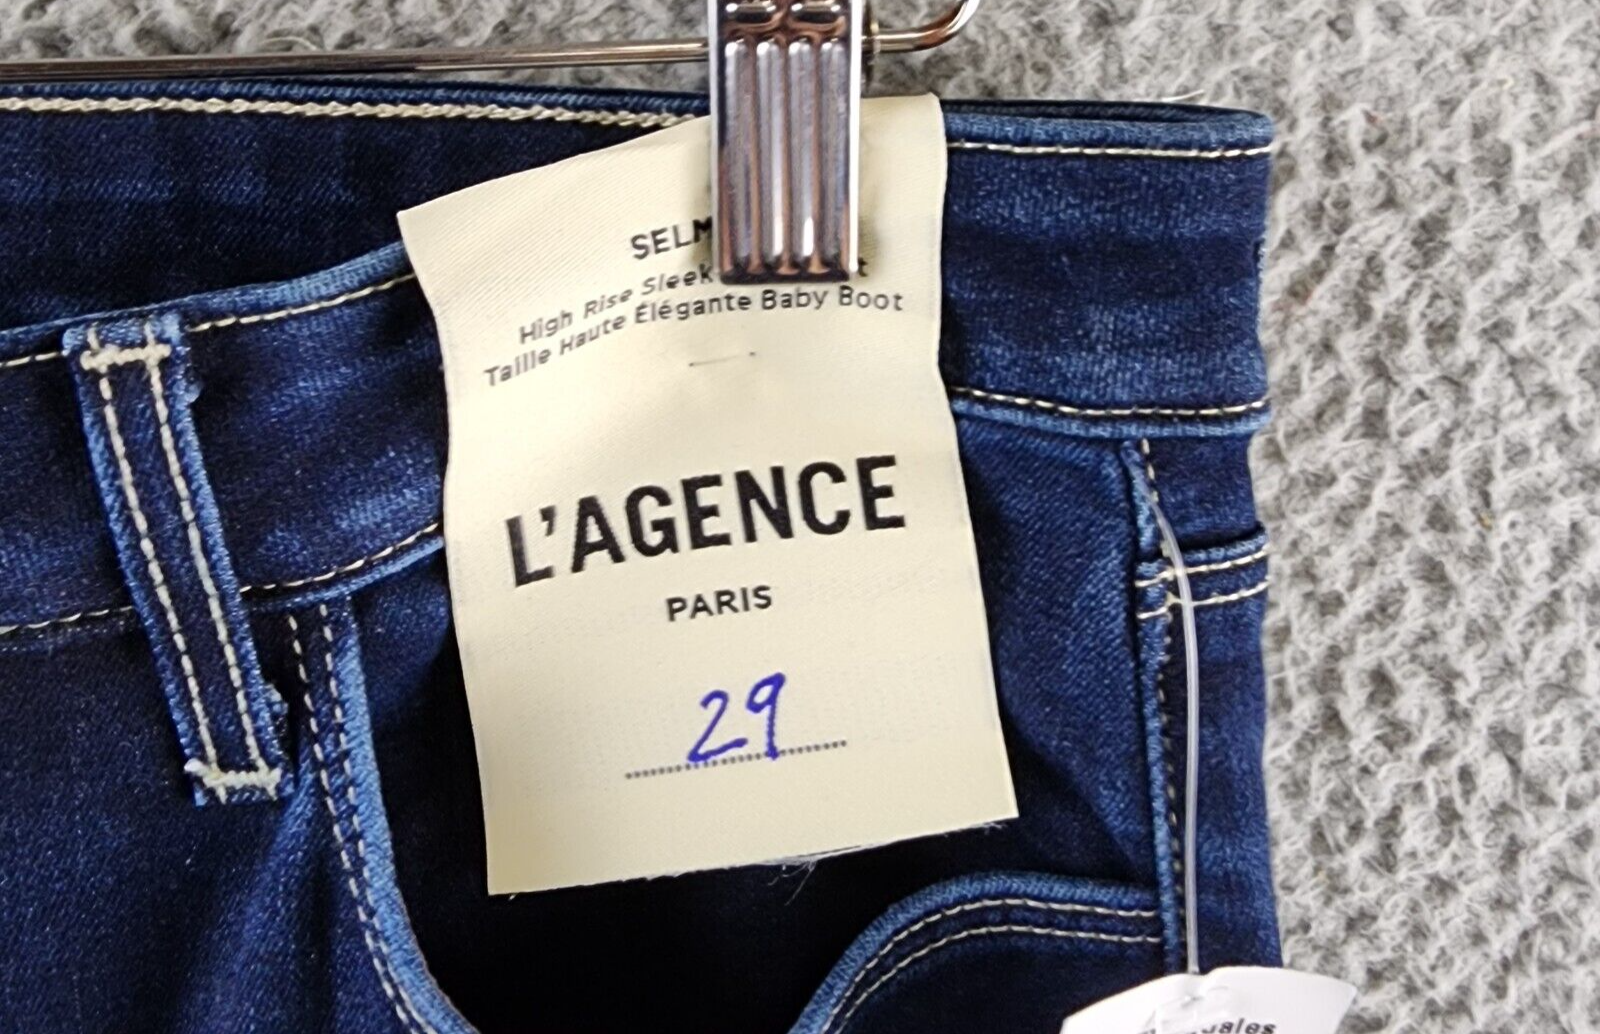 High Rise Sleek
Taille Haute Élégante Baby Boot
L'AGENCE
PARIS
29